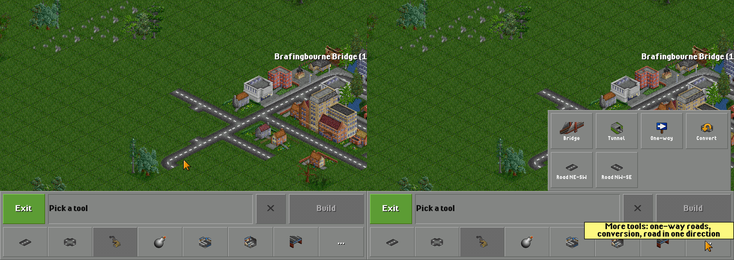 Brafingbourne Bridge (1
Exit
Pick a tool
Build
...
Brafingbourne Bridge (1
Bridge
Tunnel
One-way
Convert
Road NE-SW
Road NW-SE
Exit
Pick a tool
Build
More tools: one-way roads,
conversion, road in one direction